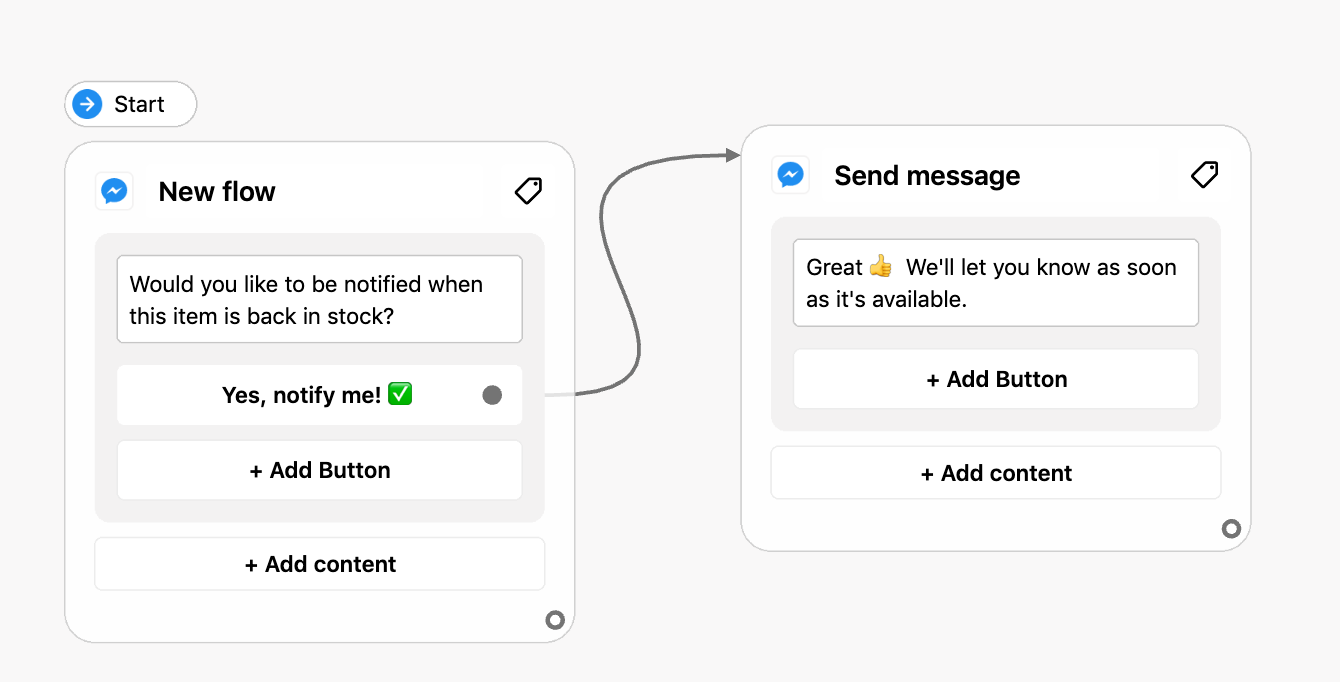 Start
New flow
Would you like to be notified when
this item is back in stock?
Yes, notify me! ✅
+ Add Button
+ Add content
Send message
Great 👍 We'll let you know as soon
as it's available.
+ Add Button
+ Add content